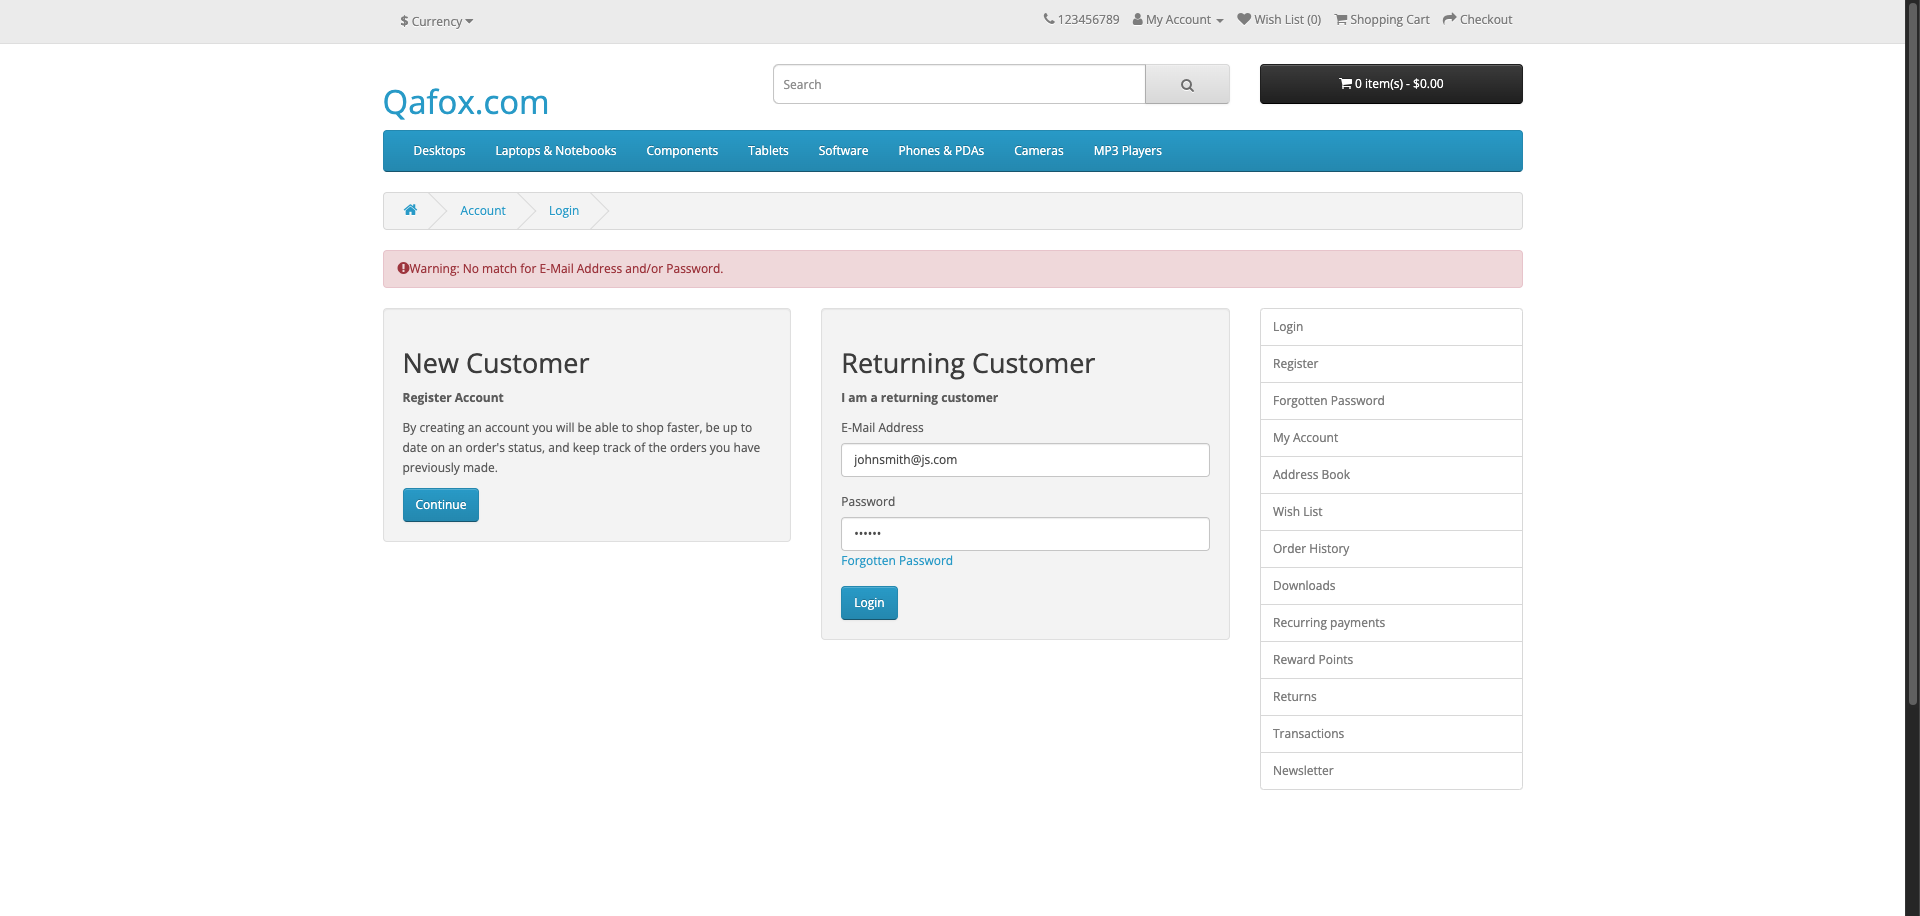 $ Currency
123456789 My Account Wish List (0) Shopping Cart Checkout
Qafox.com
Search
0 item(s) - $0.00
Desktops Laptops & Notebooks Components Tablets Software Phones & PDAs Cameras MP3 Players
Account Login
Warning: No match for E-Mail Address and/or Password.
New Customer
Register Account
By creating an account you will be able to shop faster, be up to
date on an order's status, and keep track of the orders you have
previously made.
Continue
Returning Customer
I am a returning customer
E-Mail Address
johnsmith@js.com
Password
••••••
Forgotten Password
Login
Login
Register
Forgotten Password
My Account
Address Book
Wish List
Order History
Downloads
Recurring payments
Reward Points
Returns
Transactions
Newsletter